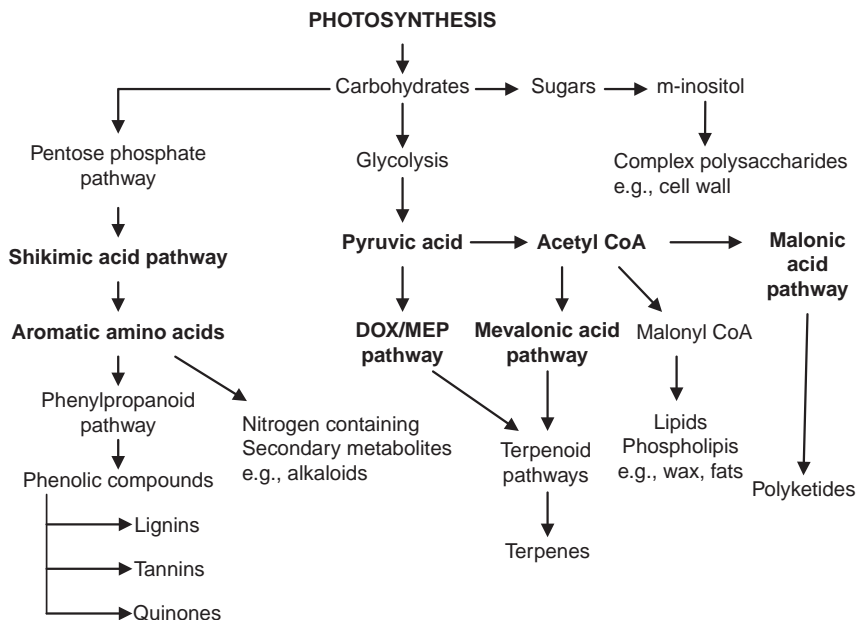 PHOTOSYNTHESIS
Carbohydrates
Sugars
m-inositol
Pentose phosphate
pathway
Glycolysis
Complex polysaccharides
e.g., cell wall
Shikimic acid pathway
Pyruvic acid
Acetyl CoA
Malonic
acid
pathway
Aromatic amino acids
DOX/MEP
pathway
Mevalonic acid
pathway
Malonyl CoA
Phenylpropanoid
pathway
Nitrogen containing
Secondary metabolites
e.g., alkaloids
Terpenoid
pathways
Lipids
Phospholipis
e.g., wax, fats
Phenolic compounds
Polyketides
Lignins
Terpenes
Tannins
Quinones